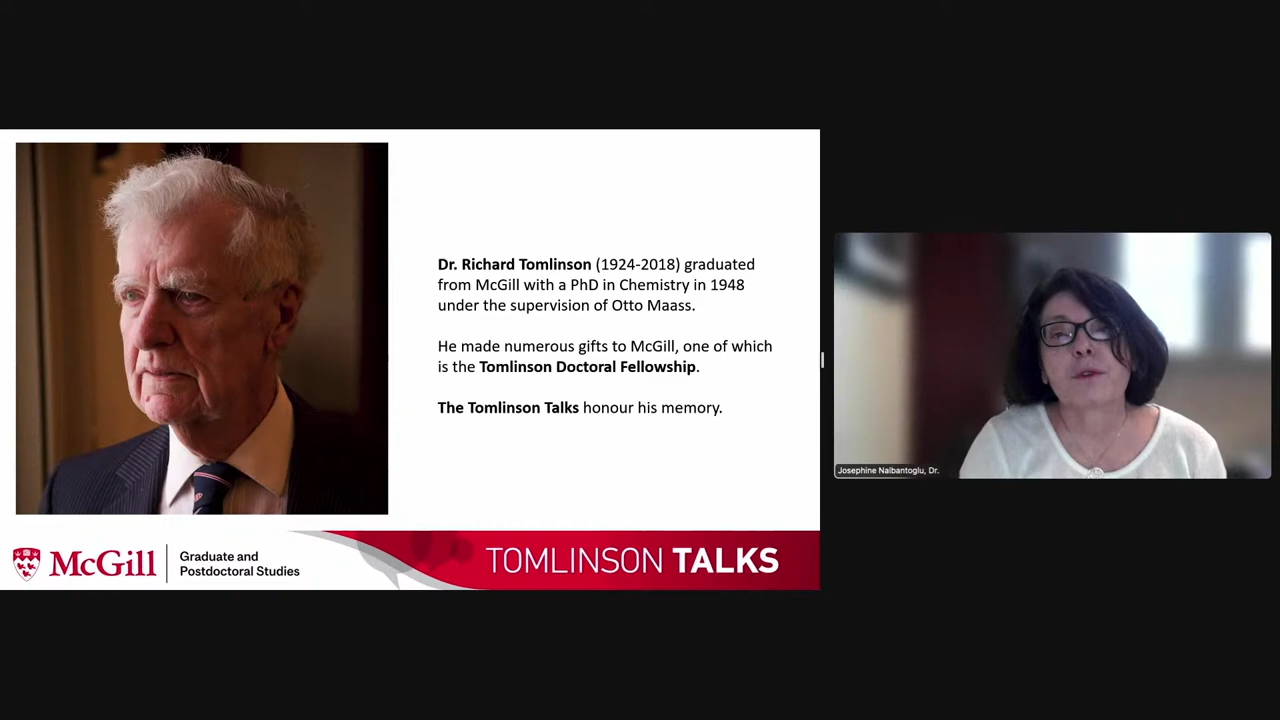 Dr. Richard Tomlinson (1924-2018) graduated
from McGill with a PhD in Chemistry in 1948
under the supervision of Otto Maass.
He made numerous gifts to McGill, one of which
is the Tomlinson Doctoral Fellowship.
The Tomlinson Talks honour his memory.
McGill
Graduate and
Postdoctoral Studies
TOMLINSON TALKS
Josephine Nalbantoglu, Dr.